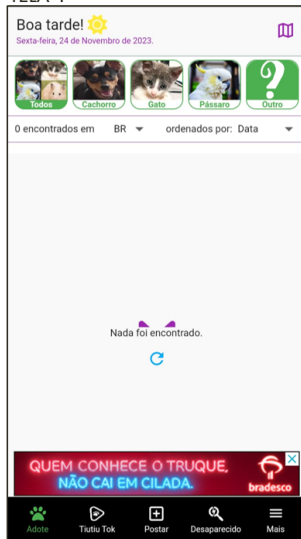 Boa tarde!
Sexta-feira, 24 de Novembro de 2023.
Todos Cachorro Gato Pássaro Outro
0 encontrados em BR ordenados por: Data
Nada foi encontrado.
QUEM CONHECE O TRUQUE,
NÃO CAI EM CILADA.
bradesco
Adote Tiutiu Tok Postar Desaparecido Mais